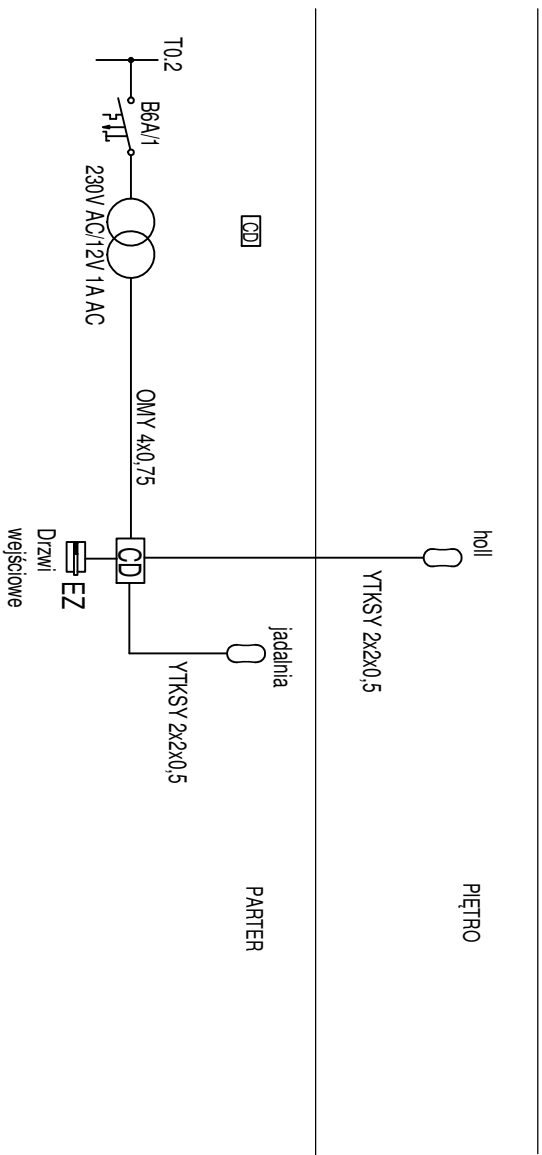 holl
YTKSY 2x2x0,5
PIĘTRO
CD
jadalnia
YTKSY 2x2x0,5
PARTER
T0.2
B6A/1
230V AC/12V 1A AC
OMY 4x0,75
CD
EZ
Drzwi
wejściowe